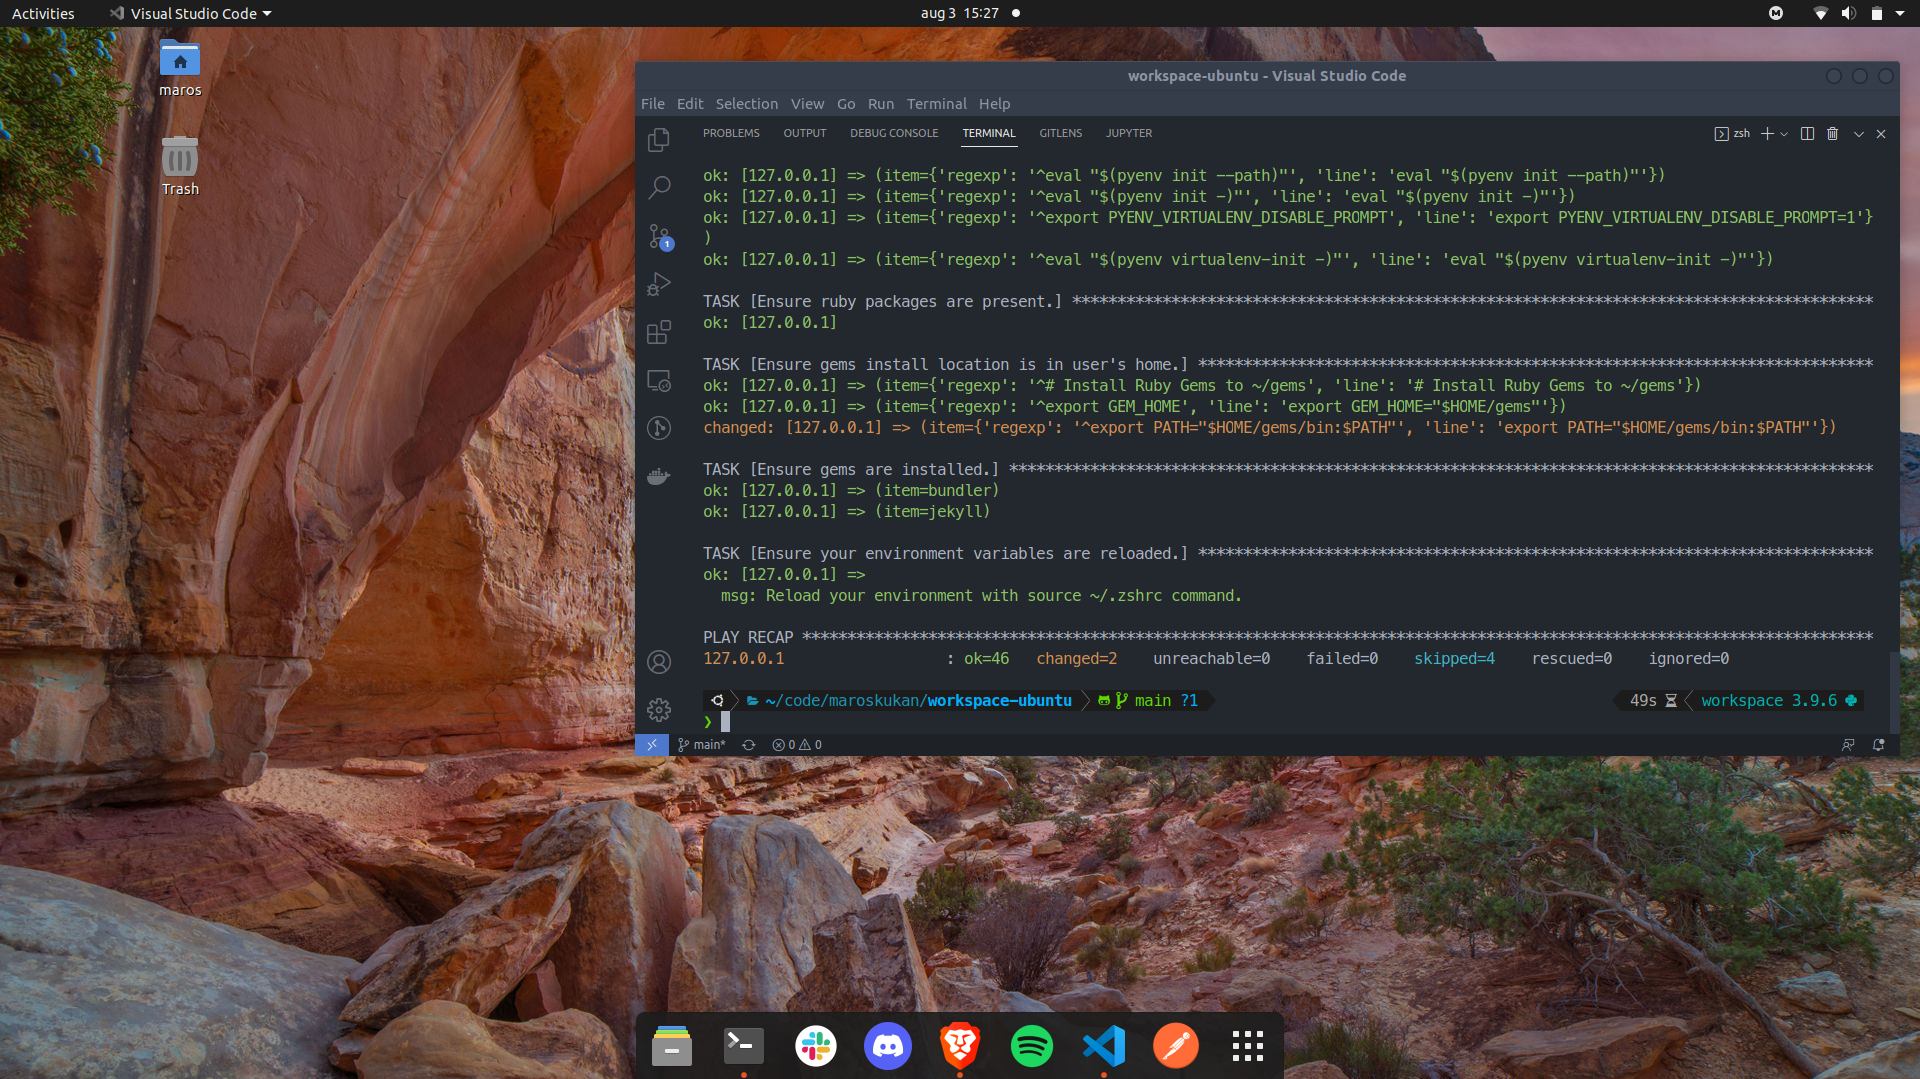 Activities
Visual Studio Code
aug 3 15:27
maros
Trash
workspace-ubuntu - Visual Studio Code
File Edit Selection View Go Run Terminal Help
PROBLEMS OUTPUT DEBUG CONSOLE TERMINAL GITLENS JUPYTER
zsh
ok: [127.0.0.1] => (item={'regexp': '^eval "$(pyenv init --path)"', 'line': 'eval "$(pyenv init --path)"'})
ok: [127.0.0.1] => (item={'regexp': '^eval "$(pyenv init -)"', 'line': 'eval "$(pyenv init -)"'})
ok: [127.0.0.1] => (item={'regexp': '^export PYENV_VIRTUALENV_DISABLE_PROMPT', 'line': 'export PYENV_VIRTUALENV_DISABLE_PROMPT=1'}
)
ok: [127.0.0.1] => (item={'regexp': '^eval "$(pyenv virtualenv-init -)"', 'line': 'eval "$(pyenv virtualenv-init -)"'})
TASK [Ensure ruby packages are present.] *****************************************************************************************
ok: [127.0.0.1]
TASK [Ensure gems install location is in user's home.] ***************************************************************************
ok: [127.0.0.1] => (item={'regexp': '^# Install Ruby Gems to ~/gems', 'line': '# Install Ruby Gems to ~/gems'})
ok: [127.0.0.1] => (item={'regexp': '^export GEM_HOME', 'line': 'export GEM_HOME="$HOME/gems"'})
changed: [127.0.0.1] => (item={'regexp': '^export PATH="$HOME/gems/bin:$PATH"', 'line': 'export PATH="$HOME/gems/bin:$PATH"'})
TASK [Ensure gems are installed.] ************************************************************************************************
ok: [127.0.0.1] => (item=bundler)
ok: [127.0.0.1] => (item=jekyll)
TASK [Ensure your environment variables are reloaded.] ***************************************************************************
ok: [127.0.0.1] =>
msg: Reload your environment with source ~/.zshrc command.
PLAY RECAP ***********************************************************************************************************************
127.0.0.1 : ok=46 changed=2 unreachable=0 failed=0 skipped=4 rescued=0 ignored=0
~/code/maroskukan/workspace-ubuntu main ?1 49s workspace 3.9.6
❯
main* 0 0
1